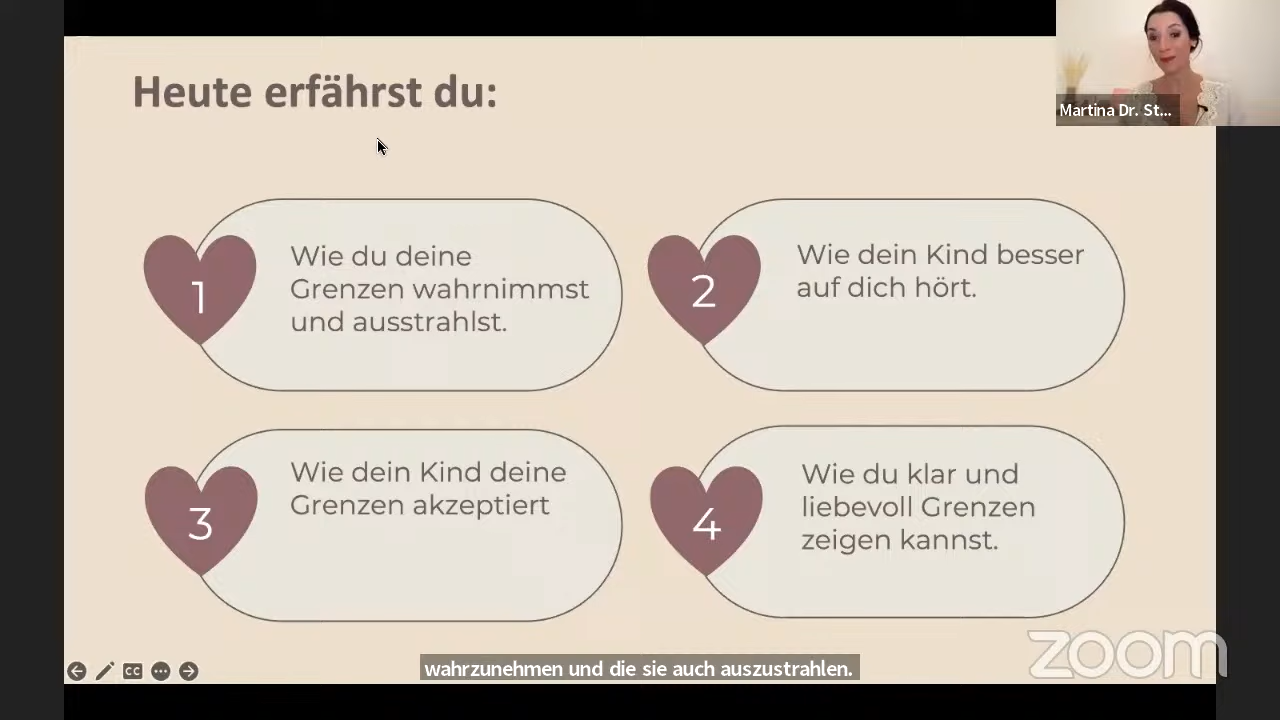 Heute erfährst du:
Martina Dr. St...
1
Wie du deine
Grenzen wahrnimmst
und ausstrahlst.
2
Wie dein Kind besser
auf dich hört.
3
Wie dein Kind deine
Grenzen akzeptiert
4
Wie du klar und
liebevoll Grenzen
zeigen kannst.
CC
wahrzunehmen und die sie auch auszustrahlen.
zoom